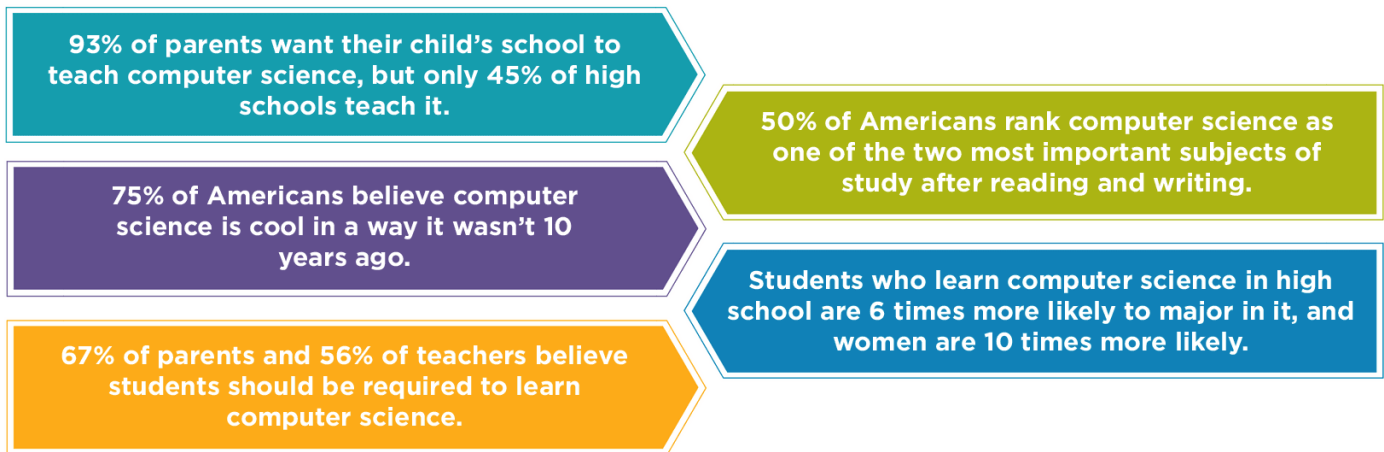 93% of parents want their child’s school to
teach computer science, but only 45% of high
schools teach it.
50% of Americans rank computer science as
one of the two most important subjects of
study after reading and writing.
75% of Americans believe computer
science is cool in a way it wasn’t 10
years ago.
Students who learn computer science in high
school are 6 times more likely to major in it, and
women are 10 times more likely.
67% of parents and 56% of teachers believe
students should be required to learn
computer science.